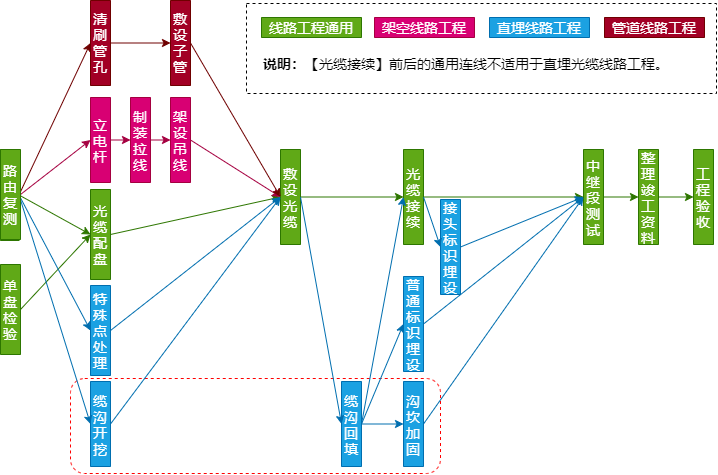 线路工程通用
架空线路工程
直埋线路工程
管道线路工程
说明：【光缆接续】前后的通用连线不适用于直埋光缆线路工程。
清刷管孔
敷设子管
立电杆
制装拉线
架设吊线
路由复测
光缆配盘
敷设光缆
光缆接续
接头标识埋设
中继段测试
整理竣工资料
工程验收
单盘检验
特殊点处理
普通标识埋设
缆沟开挖
缆沟回填
沟坎加固